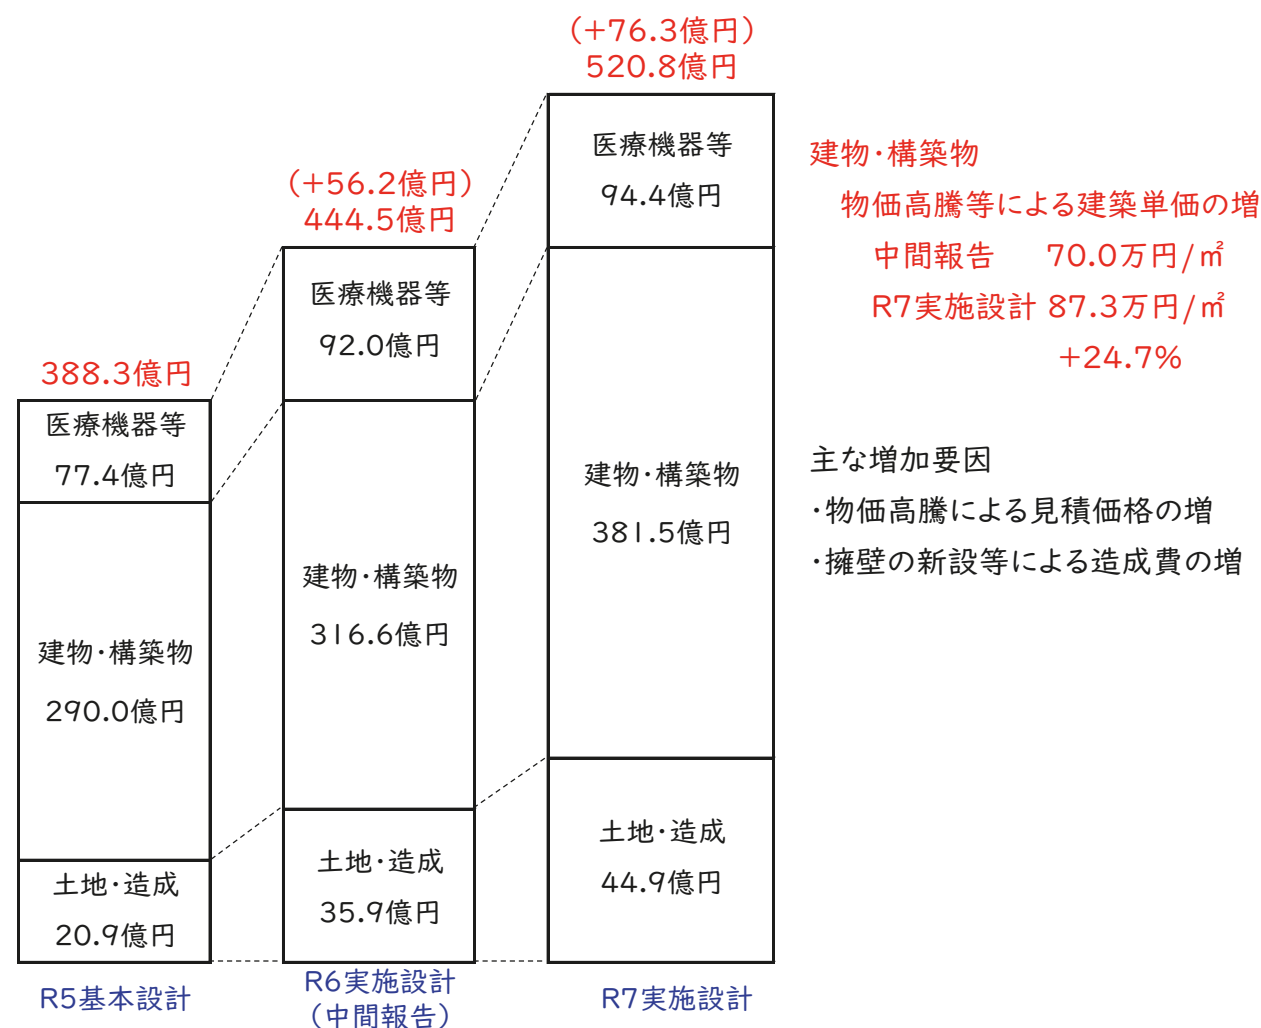 388.3億円
医療機器等
77.4億円
建物・構築物
290.0億円
土地・造成
20.9億円
R5基本設計
(+56.2億円)
444.5億円
医療機器等
92.0億円
建物・構築物
316.6億円
土地・造成
35.9億円
R6実施設計
(中間報告)
(+76.3億円)
520.8億円
医療機器等
94.4億円
建物・構築物
381.5億円
土地・造成
44.9億円
R7実施設計
建物・構築物
物価高騰等による建築単価の増
中間報告 70.0万円/㎡
R7実施設計 87.3万円/㎡
+24.7%
主な増加要因
・物価高騰による見積価格の増
・擁壁の新設等による造成費の増